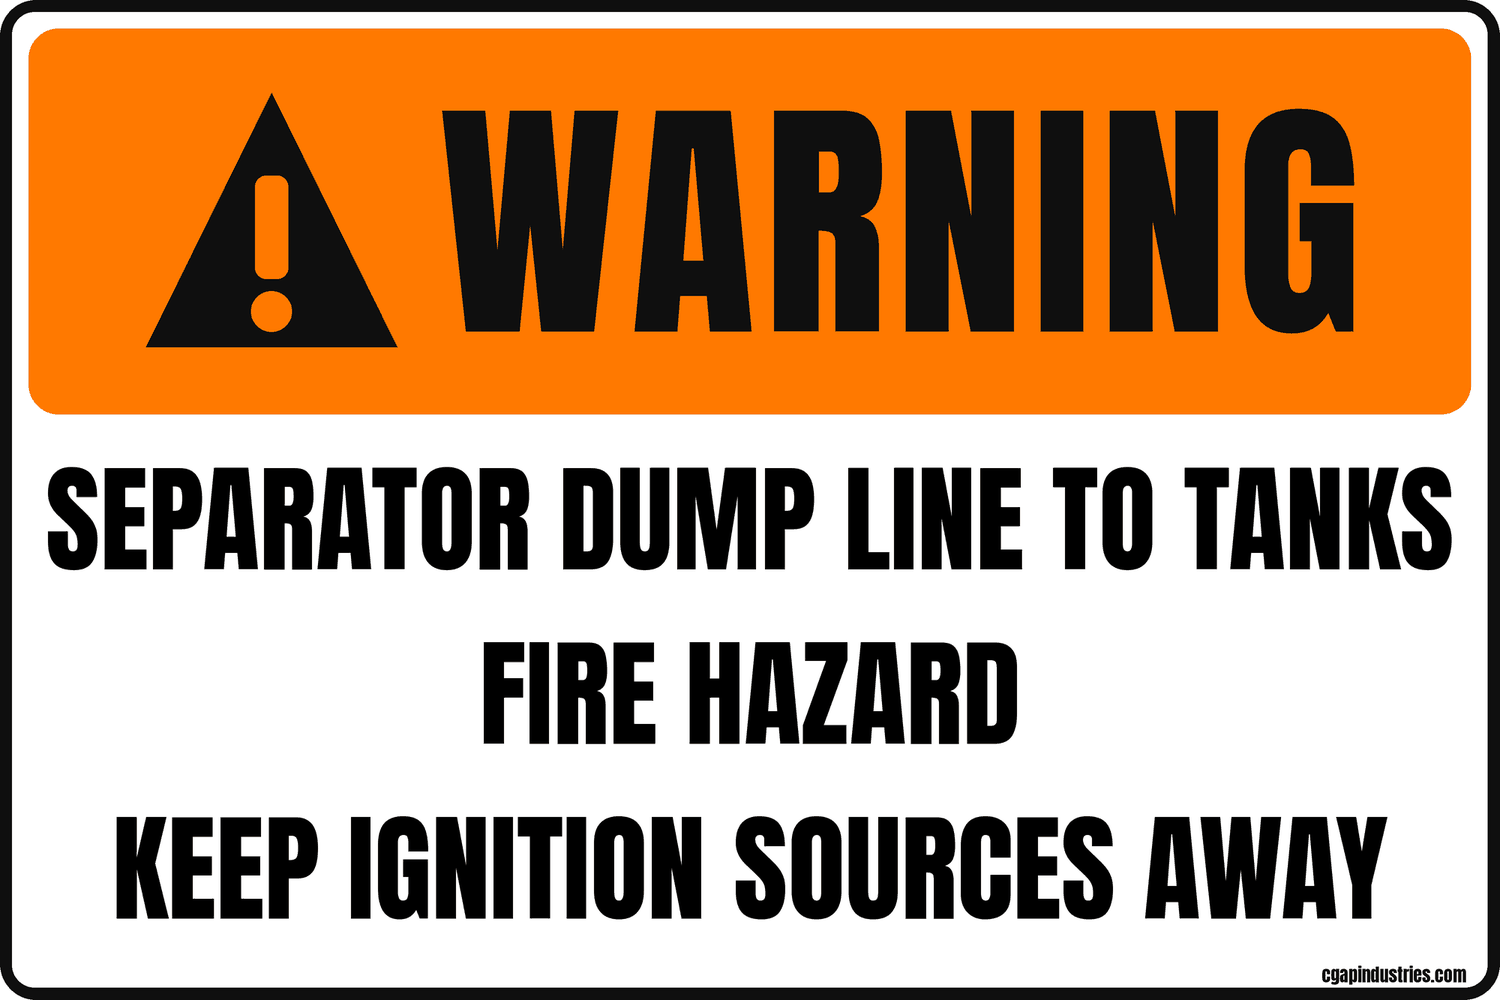 WARNING
SEPARATOR DUMP LINE TO TANKS
FIRE HAZARD
KEEP IGNITION SOURCES AWAY
cgapindustries.com